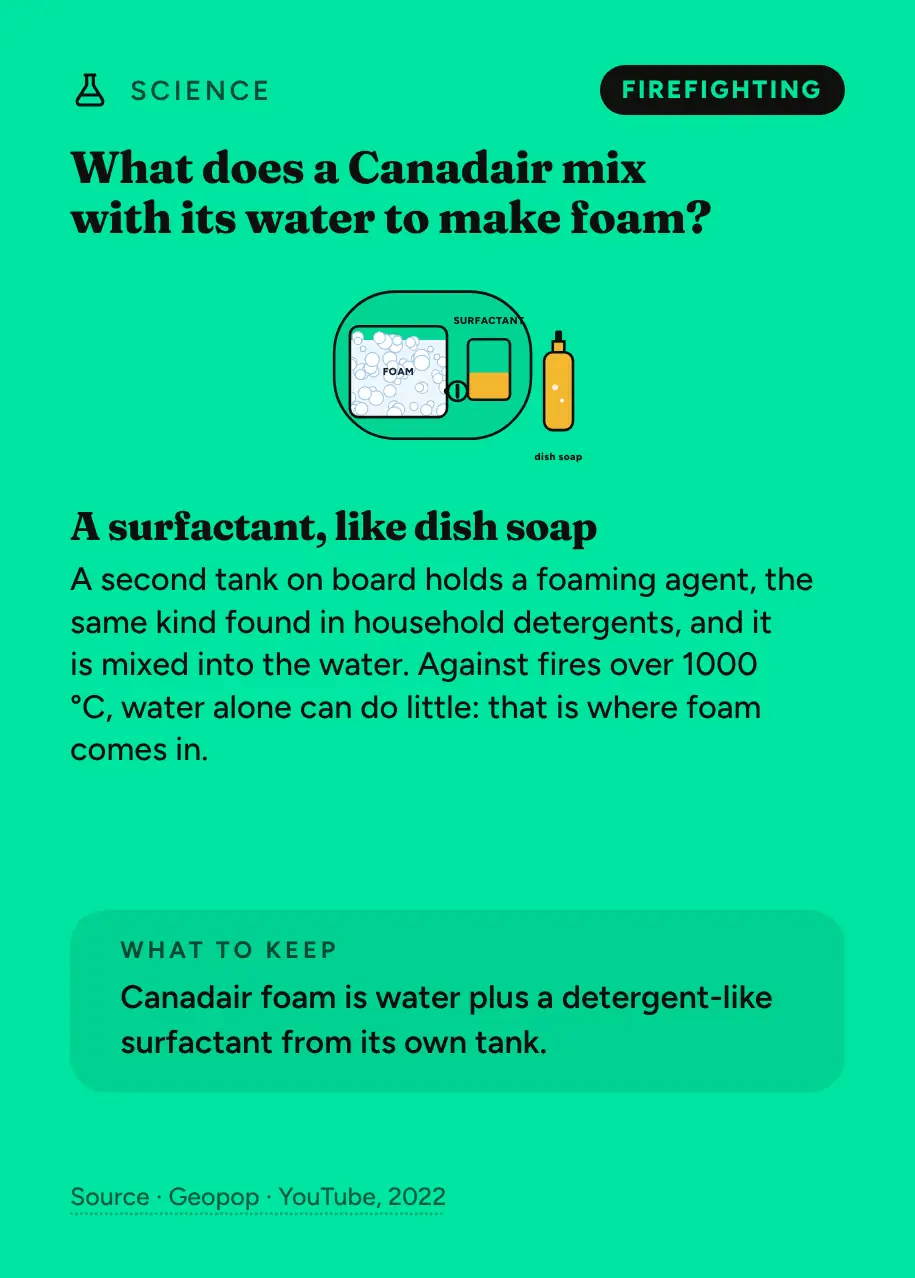 SCIENCE
FIREFIGHTING
What does a Canadair mix
with its water to make foam?
SURFACTANT
FOAM
dish soap
A surfactant, like dish soap
A second tank on board holds a foaming agent, the
same kind found in household detergents, and it
is mixed into the water. Against fires over 1000
°C, water alone can do little: that is where foam
comes in.
WHAT TO KEEP
Canadair foam is water plus a detergent-like
surfactant from its own tank.
Source · Geopop · YouTube, 2022